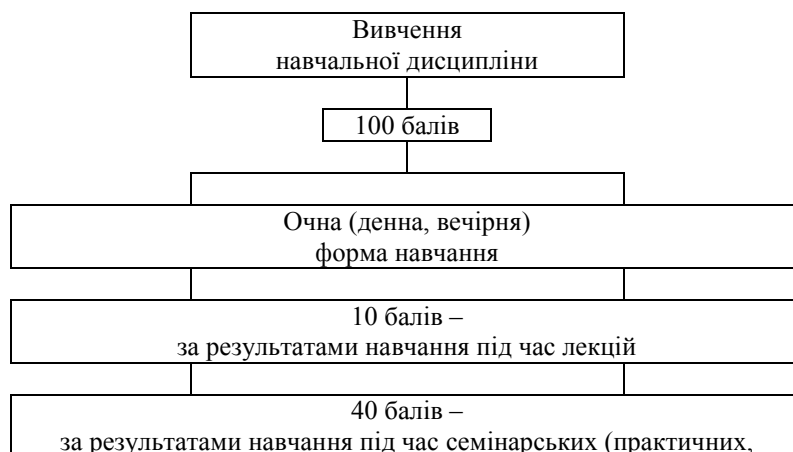 Вивчення
навчальної дисципліни
100 балів
Очна (денна, вечірня)
форма навчання
10 балів –
за результатами навчання під час лекцій
40 балів –
за результатами навчання під час семінарських (практичних,